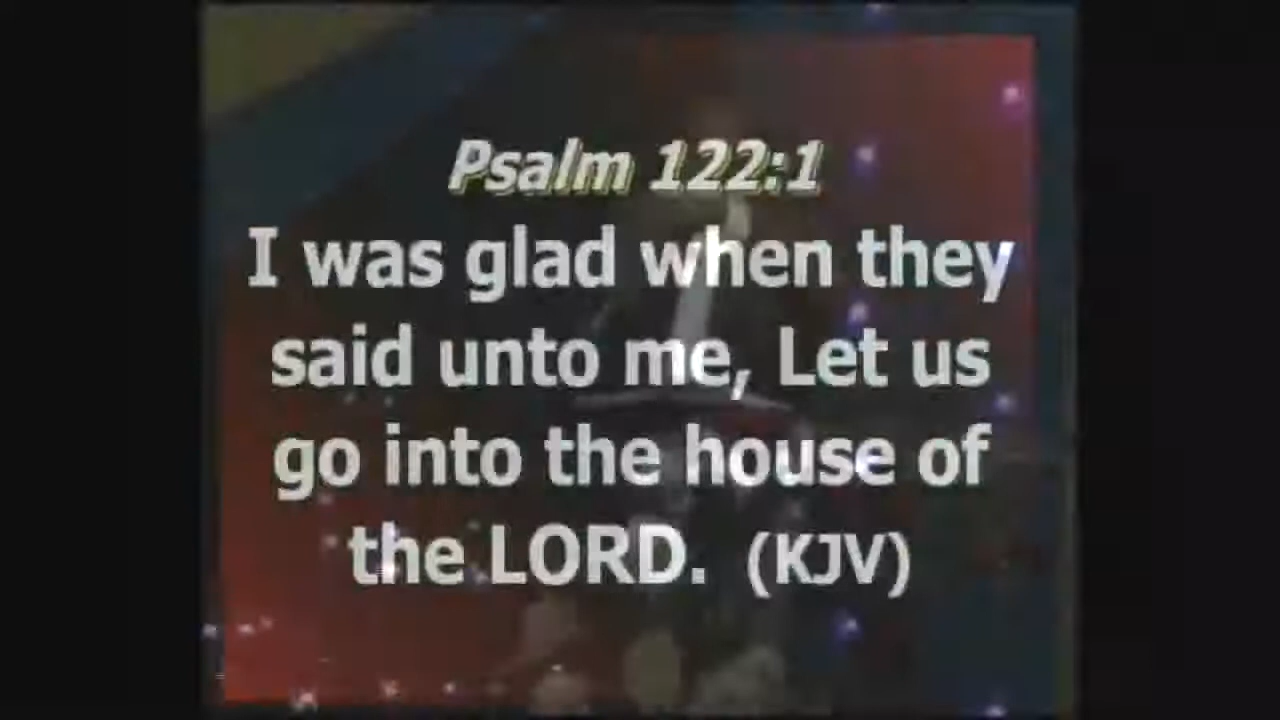 Psalm 122:1
I was glad when they
said unto me, Let us
go into the house of
the LORD. (KJV)